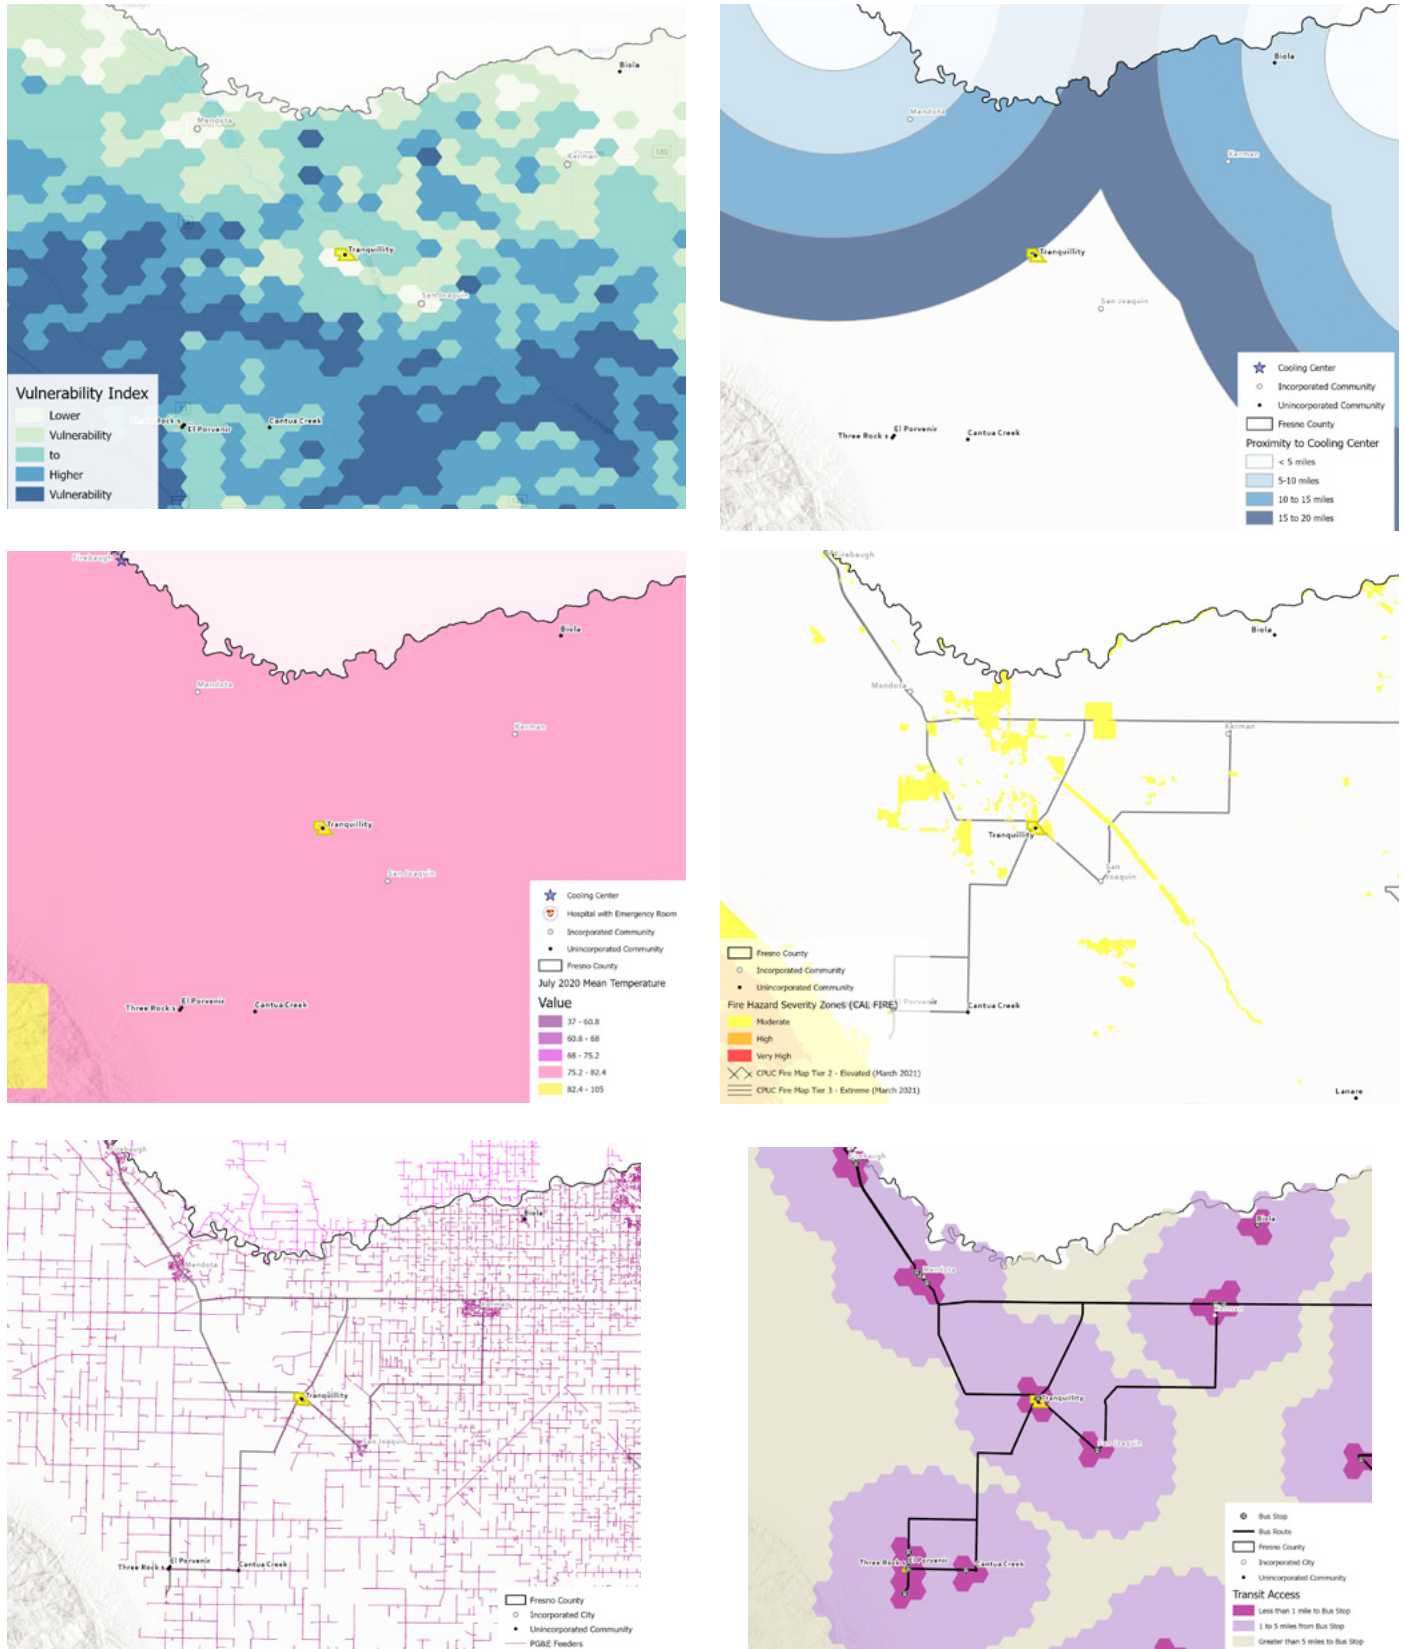 Biola
Mendota
Kerman
180
Tranquillity
San Joaquin
Three Rocks
El Porvenir
Cantua Creek
Vulnerability Index
Lower
Vulnerability
to
Higher
Vulnerability
Biola
Mendota
Kerman
Tranquillity
San Joaquin
Three Rocks
El Porvenir
Cantua Creek
Cooling Center
Incorporated Community
Unincorporated Community
Fresno County
Proximity to Cooling Center
< 5 miles
5-10 miles
10 to 15 miles
15 to 20 miles
Firebaugh
Biola
Mendota
Kerman
Tranquillity
San Joaquin
Three Rocks
El Porvenir
Cantua Creek
Cooling Center
Hospital with Emergency Room
Incorporated Community
Unincorporated Community
Fresno County
July 2020 Mean Temperature
Value
37 - 60.8
60.8 - 68
68 - 75.2
75.2 - 82.4
82.4 - 105
Firebaugh
Biola
Mendota
Kerman
Tranquillity
San
Joaquin
El Porvenir
Cantua Creek
Lanare
Fresno County
Incorporated Community
Unincorporated Community
Fire Hazard Severity Zones (CAL FIRE)
Moderate
High
Very High
CPUC Fire Map Tier 2 - Elevated (March 2021)
CPUC Fire Map Tier 3 - Extreme (March 2021)
Firebaugh
Biola
Mendota
Kerman
Tranquillity
San Joaquin
Three Rocks
El Porvenir
Cantua Creek
Fresno County
Incorporated City
Unincorporated Community
PG&E Feeders
Firebaugh
Biola
Mendota
Kerman
Tranquillity
San Joaquin
Three Rocks
El Porvenir
Cantua Creek
Bus Stop
Bus Route
Fresno County
Incorporated City
Unincorporated Community
Transit Access
Less than 1 mile to Bus Stop
1 to 5 miles from Bus Stop
Greater than 5 miles to Bus Stop